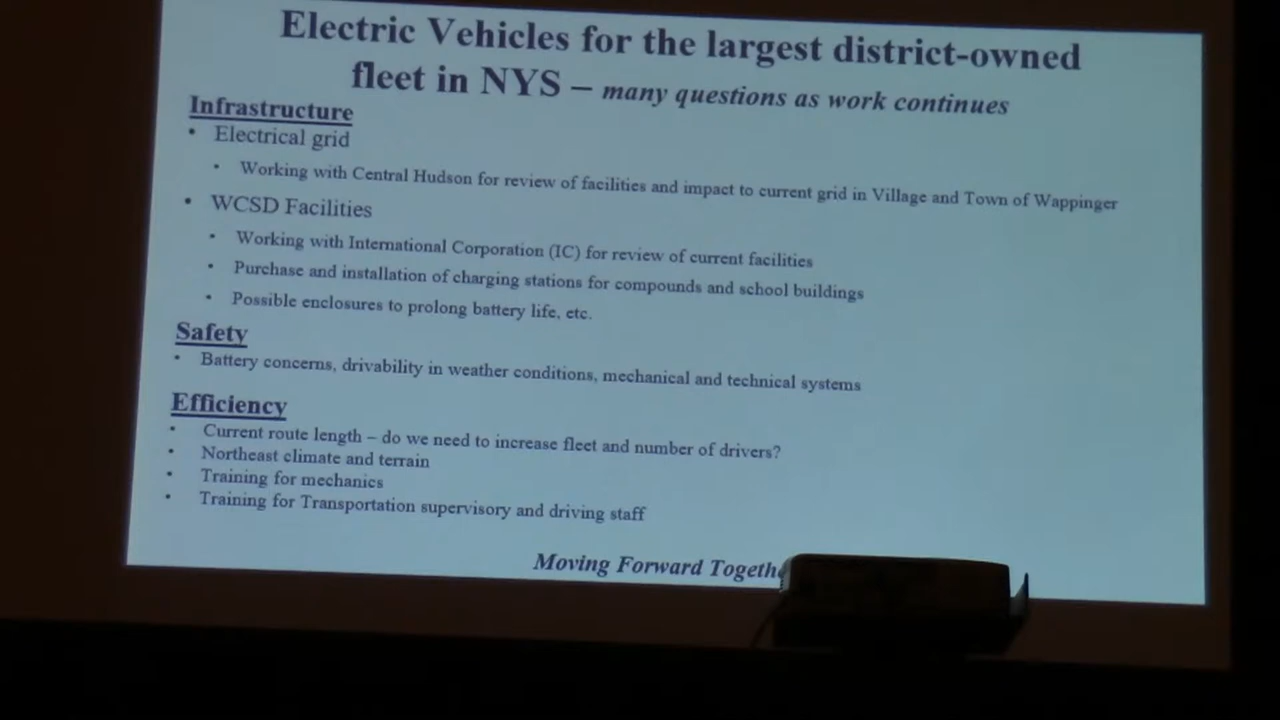 Electric Vehicles for the largest district-owned
fleet in NYS – many questions as work continues
Infrastructure
• Electrical grid
• Working with Central Hudson for review of facilities and impact to current grid in Village and Town of Wappinger
• WCSD Facilities
• Working with International Corporation (IC) for review of current facilities
• Purchase and installation of charging stations for compounds and school buildings
• Possible enclosures to prolong battery life, etc.
Safety
• Battery concerns, drivability in weather conditions, mechanical and technical systems
Efficiency
• Current route length – do we need to increase fleet and number of drivers?
• Northeast climate and terrain
• Training for mechanics
• Training for Transportation supervisory and driving staff
Moving Forward